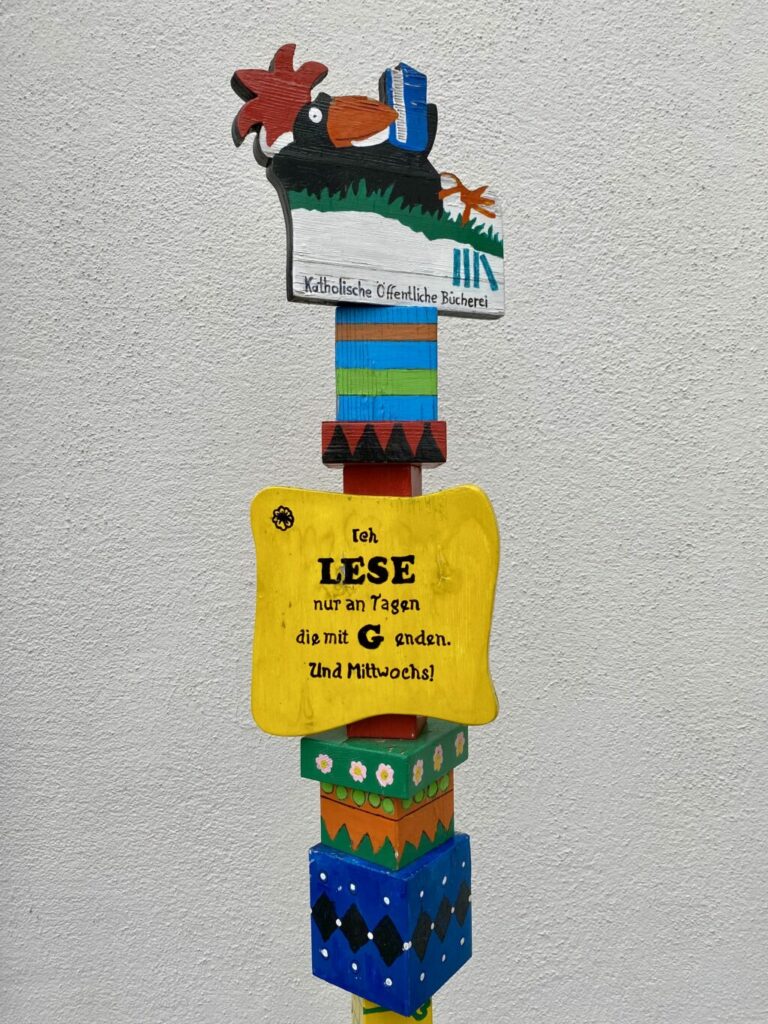 Katholische Öffentliche Bücherei
Ich
LESE
nur an Tagen
die mit G enden.
Und Mittwochs!